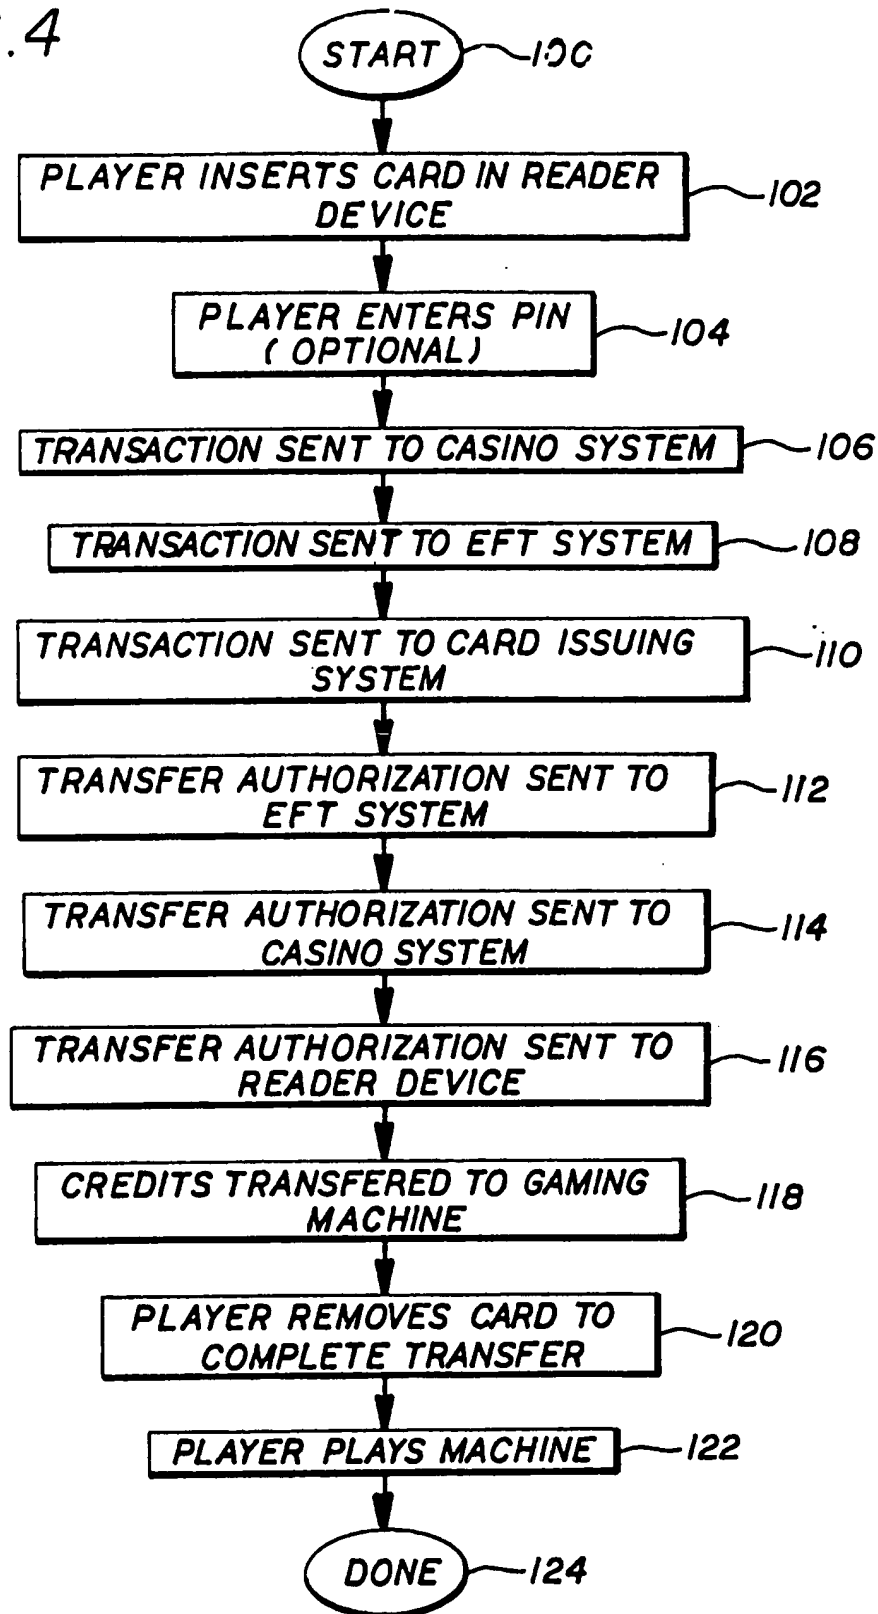 .4
START
100
PLAYER INSERTS CARD IN READER
DEVICE
102
PLAYER ENTERS PIN
(OPTIONAL)
104
TRANSACTION SENT TO CASINO SYSTEM
106
TRANSACTION SENT TO EFT SYSTEM
108
TRANSACTION SENT TO CARD ISSUING
SYSTEM
110
TRANSFER AUTHORIZATION SENT TO
EFT SYSTEM
112
TRANSFER AUTHORIZATION SENT TO
CASINO SYSTEM
114
TRANSFER AUTHORIZATION SENT TO
READER DEVICE
116
CREDITS TRANSFERED TO GAMING
MACHINE
118
PLAYER REMOVES CARD TO
COMPLETE TRANSFER
120
PLAYER PLAYS MACHINE
122
DONE
124